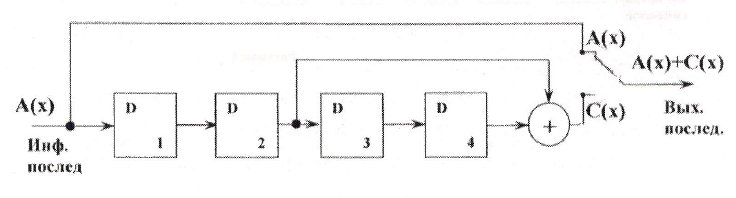 A(x)
A(x)+C(x)
A(x)
D
D
D
D
+
C(x)
Вых.
послед.
1
2
3
4
Инф.
послед